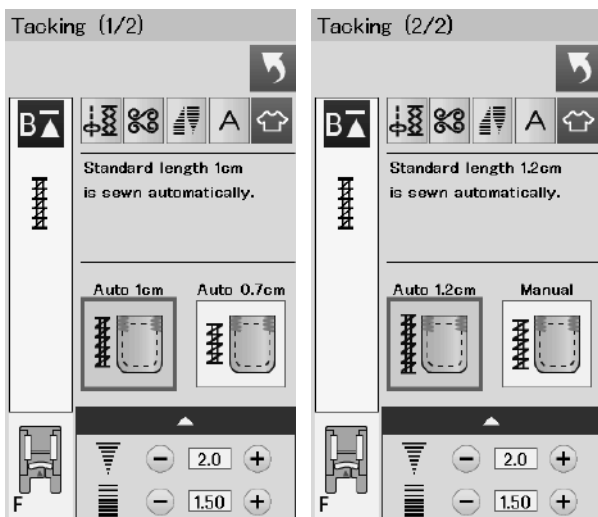 Tacking (1/2)
B
A
Standard length 1cm
is sewn automatically.
Auto 1cm
Auto 0.7cm
2.0
1.50
F
Tacking (2/2)
B
A
Standard length 1.2cm
is sewn automatically.
Auto 1.2cm
Manual
2.0
1.50
F